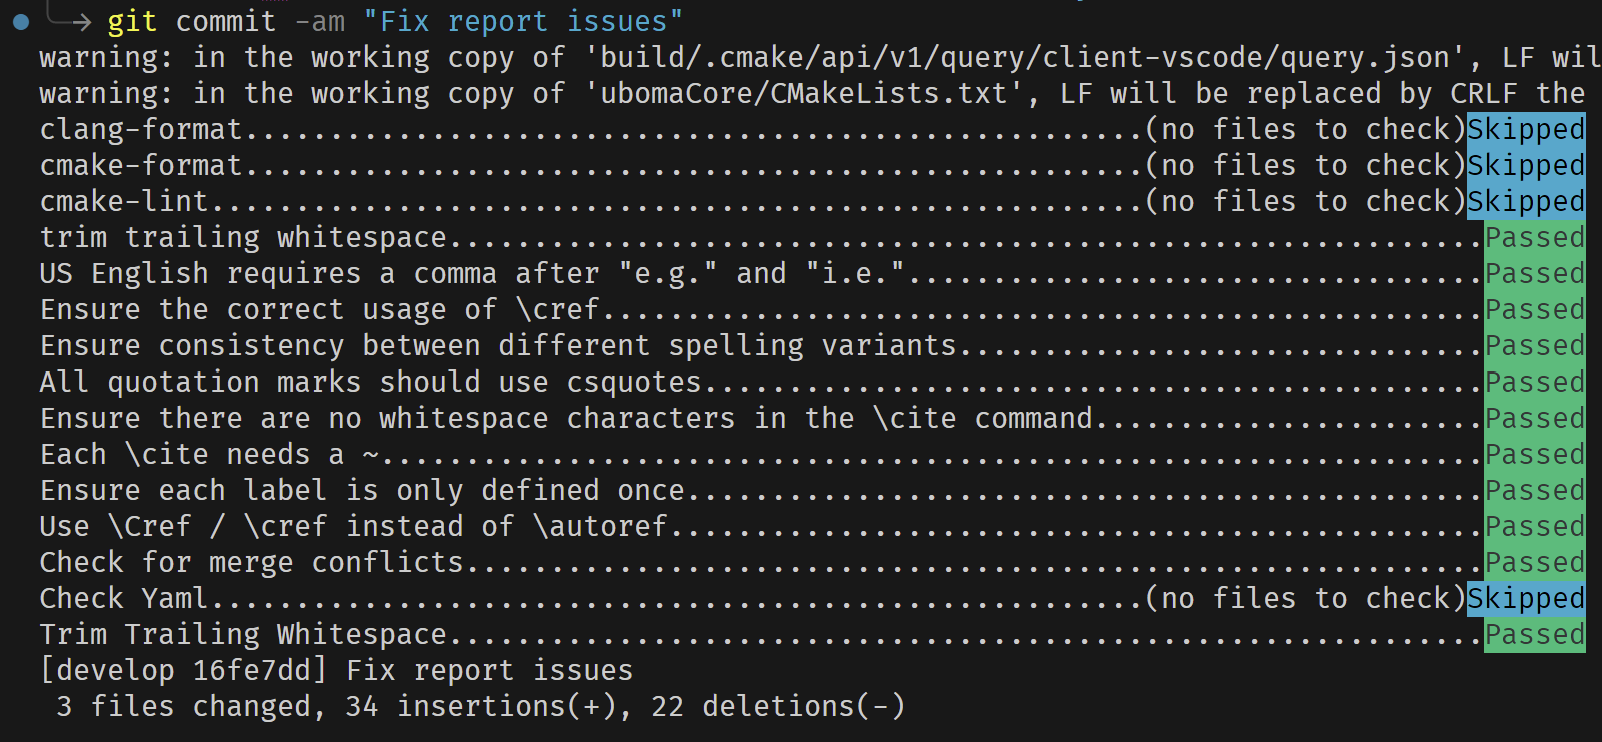 git commit -am "Fix report issues"
warning: in the working copy of 'build/.cmake/api/v1/query/client-vscode/query.json', LF wil
warning: in the working copy of 'ubomaCore/CMakeLists.txt', LF will be replaced by CRLF the
clang-format.....................................................(no files to check)Skipped
cmake-format.....................................................(no files to check)Skipped
cmake-lint.......................................................(no files to check)Skipped
trim trailing whitespace.............................................................Passed
US English requires a comma after "e.g." and "i.e."..................................Passed
Ensure the correct usage of \cref....................................................Passed
Ensure consistency between different spelling variants...............................Passed
All quotation marks should use csquotes..............................................Passed
Ensure there are no whitespace characters in the \cite command.......................Passed
Each \cite needs a ~.................................................................Passed
Ensure each label is only defined once...............................................Passed
Use \Cref / \cref instead of \autoref................................................Passed
Check for merge conflicts............................................................Passed
Check Yaml.......................................................(no files to check)Skipped
Trim Trailing Whitespace.............................................................Passed
[develop 16fe7dd] Fix report issues
3 files changed, 34 insertions(+), 22 deletions(-)